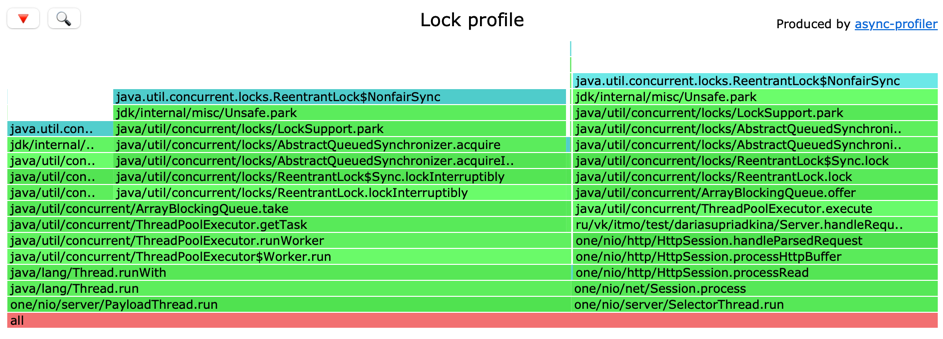 Lock profile
Produced by async-profiler
java.util.concurrent.locks.ReentrantLock$NonfairSync
java.util.concurrent.locks.ReentrantLock$NonfairSync jdk/internal/misc/Unsafe.park
jdk/internal/misc/Unsafe.park java/util/concurrent/locks/LockSupport.park
java.util.con.. java/util/concurrent/locks/LockSupport.park java/util/concurrent/locks/AbstractQueuedSynchroni..
jdk/internal/.. java/util/concurrent/locks/AbstractQueuedSynchronizer.acquire java/util/concurrent/locks/AbstractQueuedSynchroni..
java/util/con.. java/util/concurrent/locks/AbstractQueuedSynchronizer.acquireI.. java/util/concurrent/locks/ReentrantLock$Sync.lock
java/util/con.. java/util/concurrent/locks/ReentrantLock$Sync.lockInterruptibly java/util/concurrent/locks/ReentrantLock.lock
java/util/con.. java/util/concurrent/locks/ReentrantLock.lockInterruptibly java/util/concurrent/ArrayBlockingQueue.offer
java/util/concurrent/ArrayBlockingQueue.take java/util/concurrent/ThreadPoolExecutor.execute
java/util/concurrent/ThreadPoolExecutor.getTask ru/vk/itmo/test/dariasupriadkina/Server.handleRequ..
java/util/concurrent/ThreadPoolExecutor.runWorker one/nio/http/HttpSession.handleParsedRequest
java/util/concurrent/ThreadPoolExecutor$Worker.run one/nio/http/HttpSession.processHttpBuffer
java/lang/Thread.runWith one/nio/http/HttpSession.processRead
java/lang/Thread.run one/nio/net/Session.process
one/nio/server/PayloadThread.run one/nio/server/SelectorThread.run
all